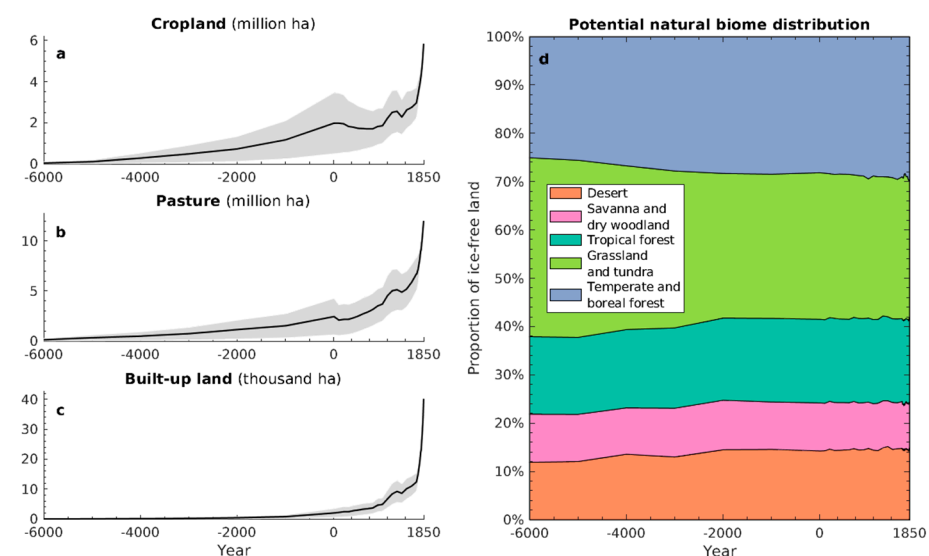 Cropland (million ha)
a
6
4
2
0
-6000 -4000 -2000 0 1850
Pasture (million ha)
b
10
5
0
-6000 -4000 -2000 0 1850
Built-up land (thousand ha)
c
40
30
20
10
0
-6000 -4000 -2000 0 1850
Year
Potential natural biome distribution
d
Proportion of ice-free land
100%
90%
80%
70%
60%
50%
40%
30%
20%
10%
0%
Desert
Savanna and
dry woodland
Tropical forest
Grassland
and tundra
Temperate and
boreal forest
-6000 -4000 -2000 0 1850
Year